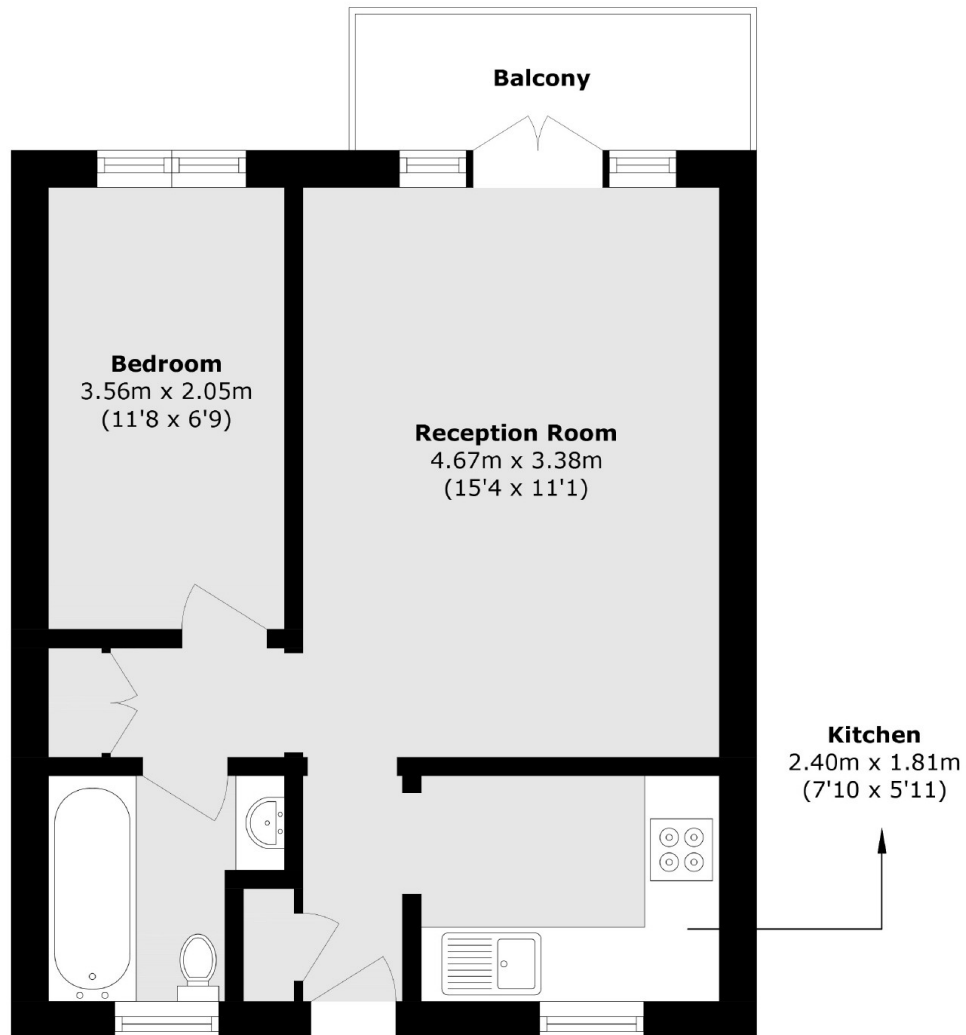 Balcony
Bedroom
3.56m x 2.05m
(11'8 x 6'9)
Reception Room
4.67m x 3.38m
(15'4 x 11'1)
Kitchen
2.40m x 1.81m
(7'10 x 5'11)